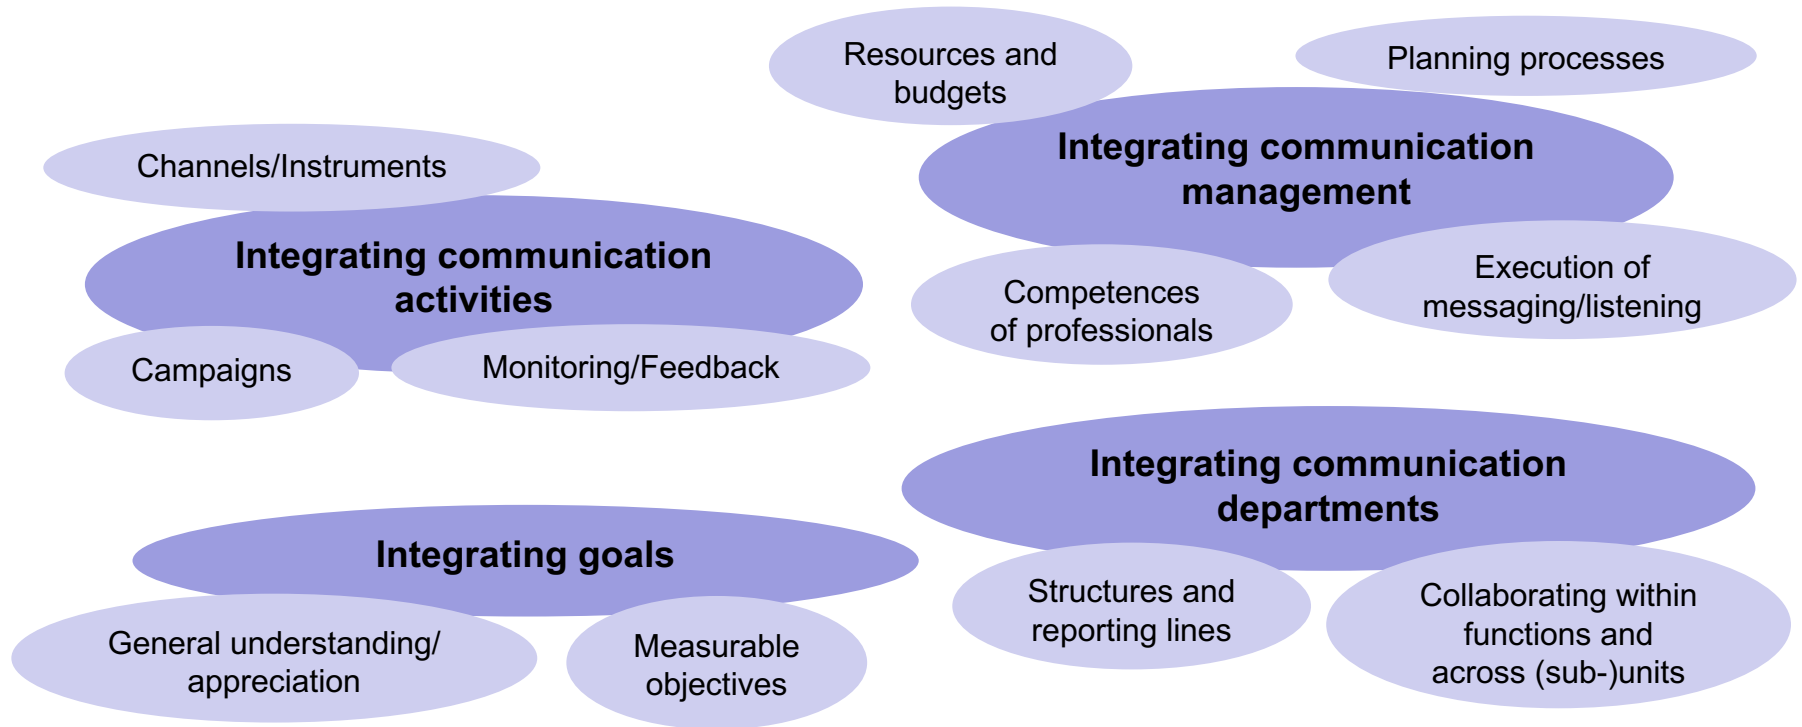 Channels/Instruments
Integrating communication
activities
Campaigns
Monitoring/Feedback
Resources and
budgets
Planning processes
Integrating communication
management
Competences
of professionals
Execution of
messaging/listening
Integrating goals
General understanding/
appreciation
Measurable
objectives
Integrating communication
departments
Structures and
reporting lines
Collaborating within
functions and
across (sub-)units